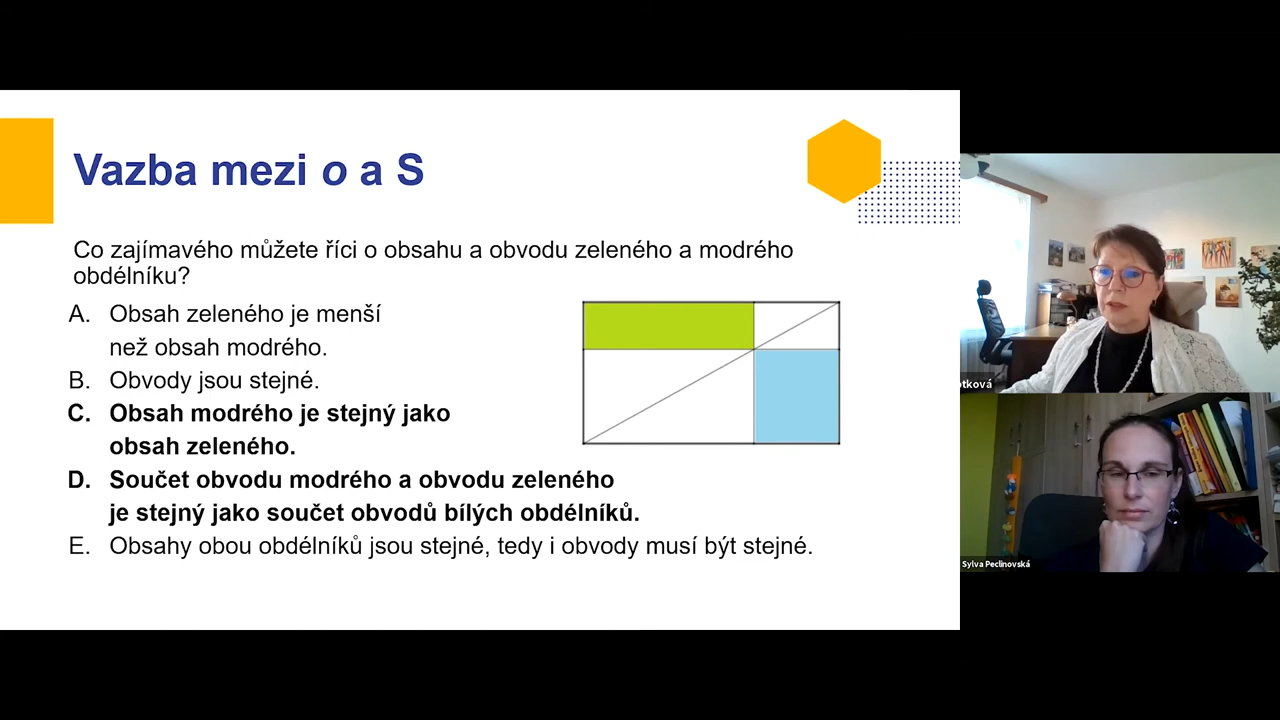 Vazba mezi o a S
Co zajímavého můžete říci o obsahu a obvodu zeleného a modrého
obdélníku?
A. Obsah zeleného je menší
než obsah modrého.
B. Obvody jsou stejné.
C. Obsah modrého je stejný jako
obsah zeleného.
D. Součet obvodu modrého a obvodu zeleného
je stejný jako součet obvodů bílých obdélníků.
E. Obsahy obou obdélníků jsou stejné, tedy i obvody musí být stejné.
otková
Sylva Peclinovská